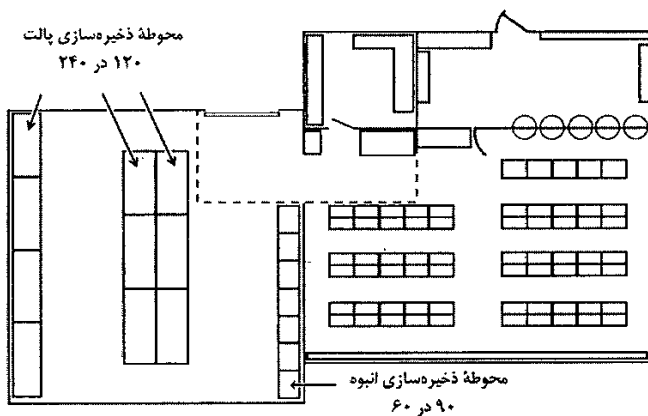 محوطهٔ ذخیره‌سازی پالت
۱۲۰ در ۲۴۰
محوطهٔ ذخیره‌سازی انبوه
۹۰ در ۶۰